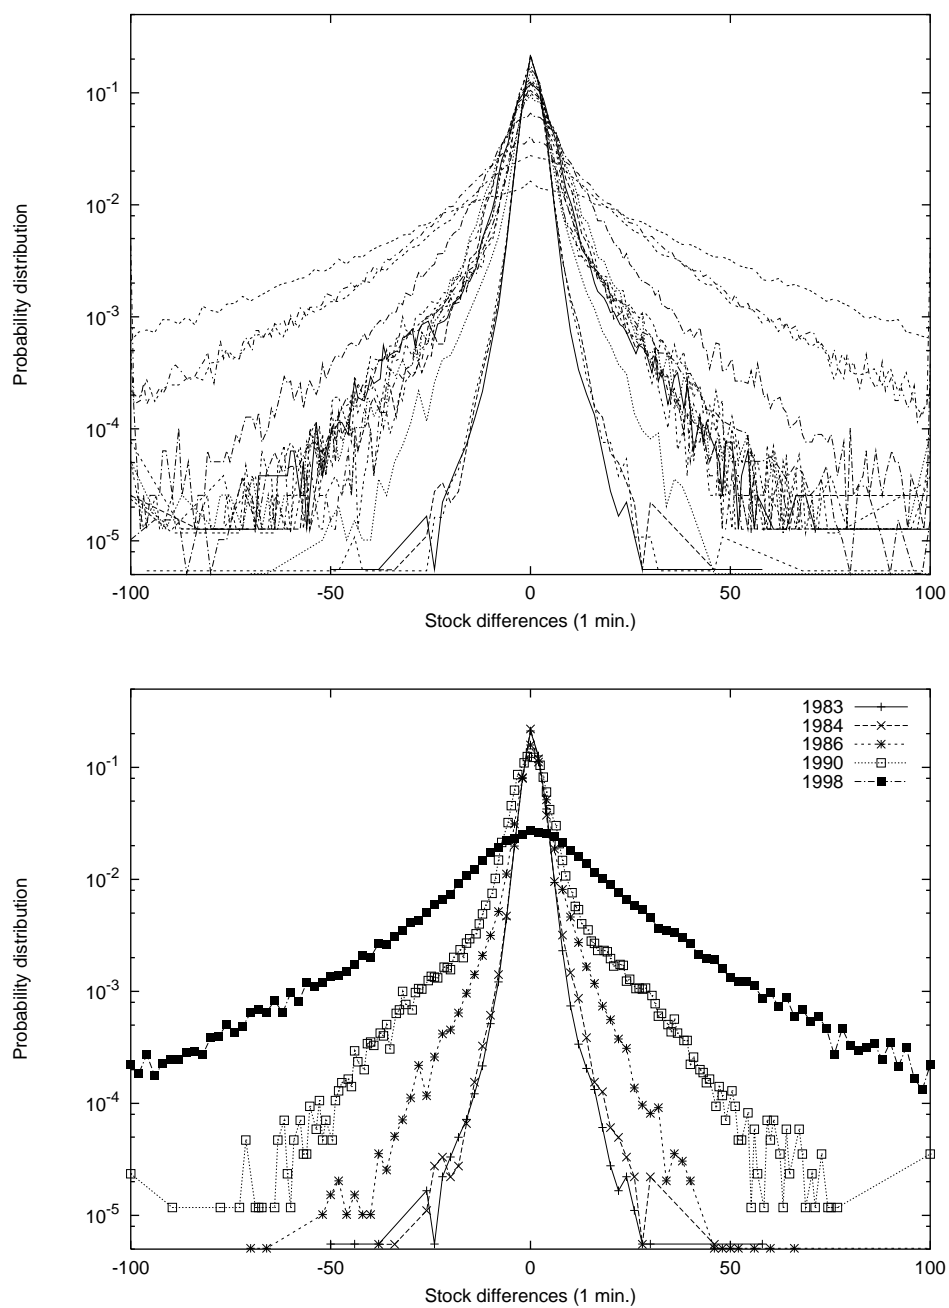 Probability distribution
10^-1
10^-2
10^-3
10^-4
10^-5
-100 -50 0 50 100
Stock differences (1 min.)
Probability distribution
1983
1984
1986
1990
1998
10^-1
10^-2
10^-3
10^-4
10^-5
-100 -50 0 50 100
Stock differences (1 min.)